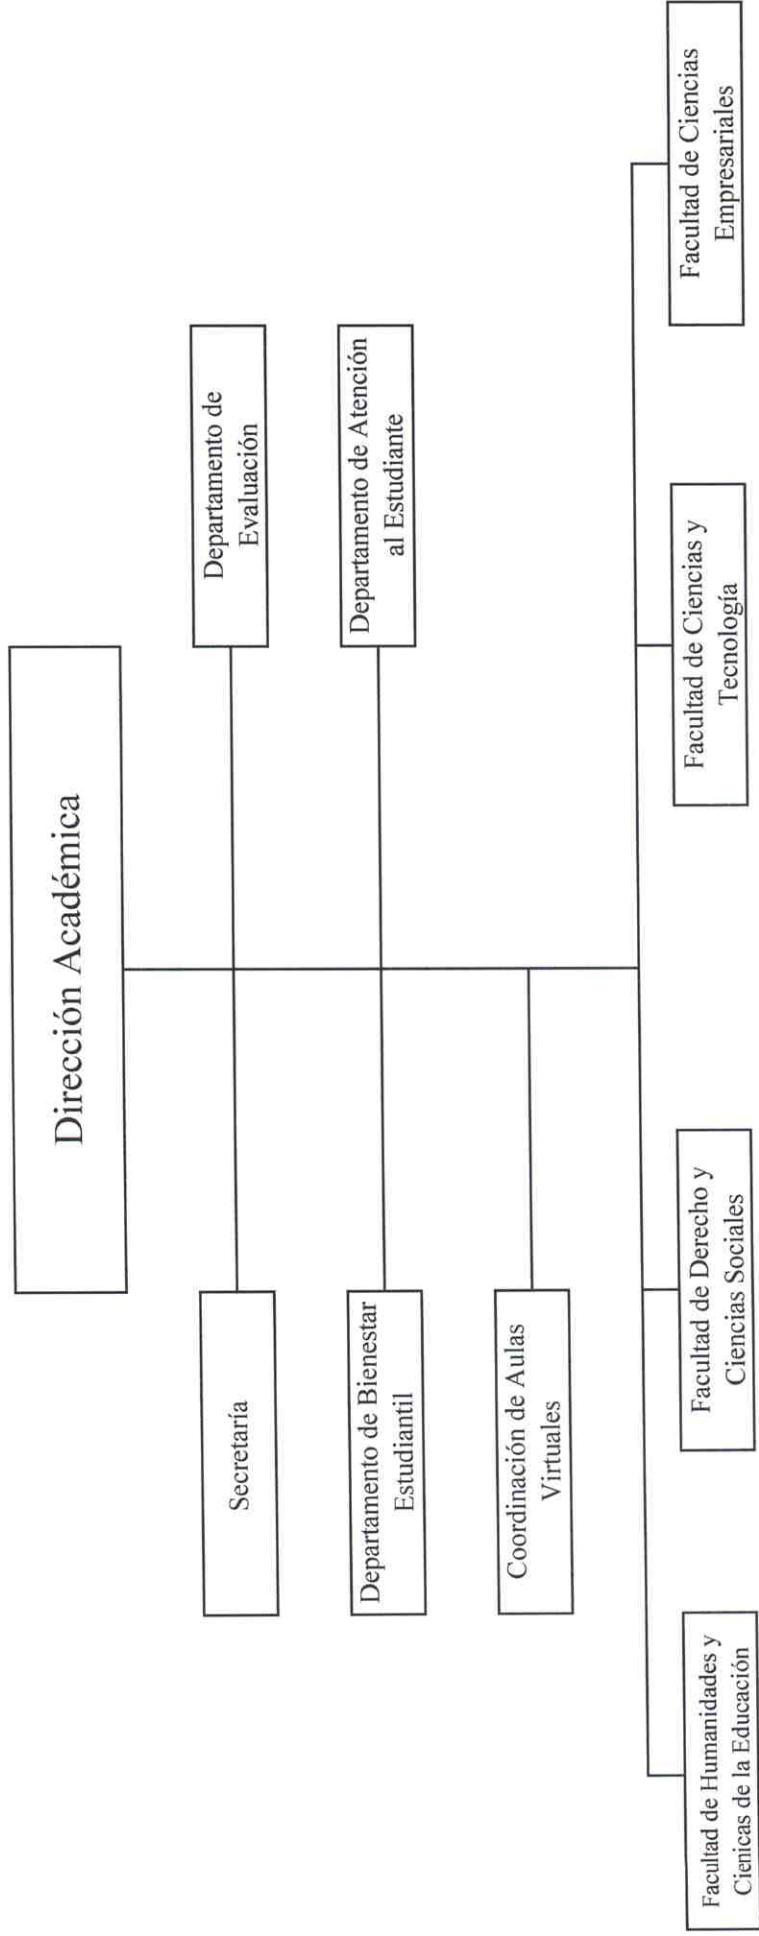 Dirección Académica
Secretaría
Departamento de
Evaluación
Departamento de Bienestar
Estudiantil
Departamento de Atención
al Estudiante
Coordinación de Aulas
Virtuales
Facultad de Humanidades y
Cienicas de la Educación
Facultad de Derecho y
Ciencias Sociales
Facultad de Ciencias y
Tecnología
Facultad de Ciencias
Empresariales